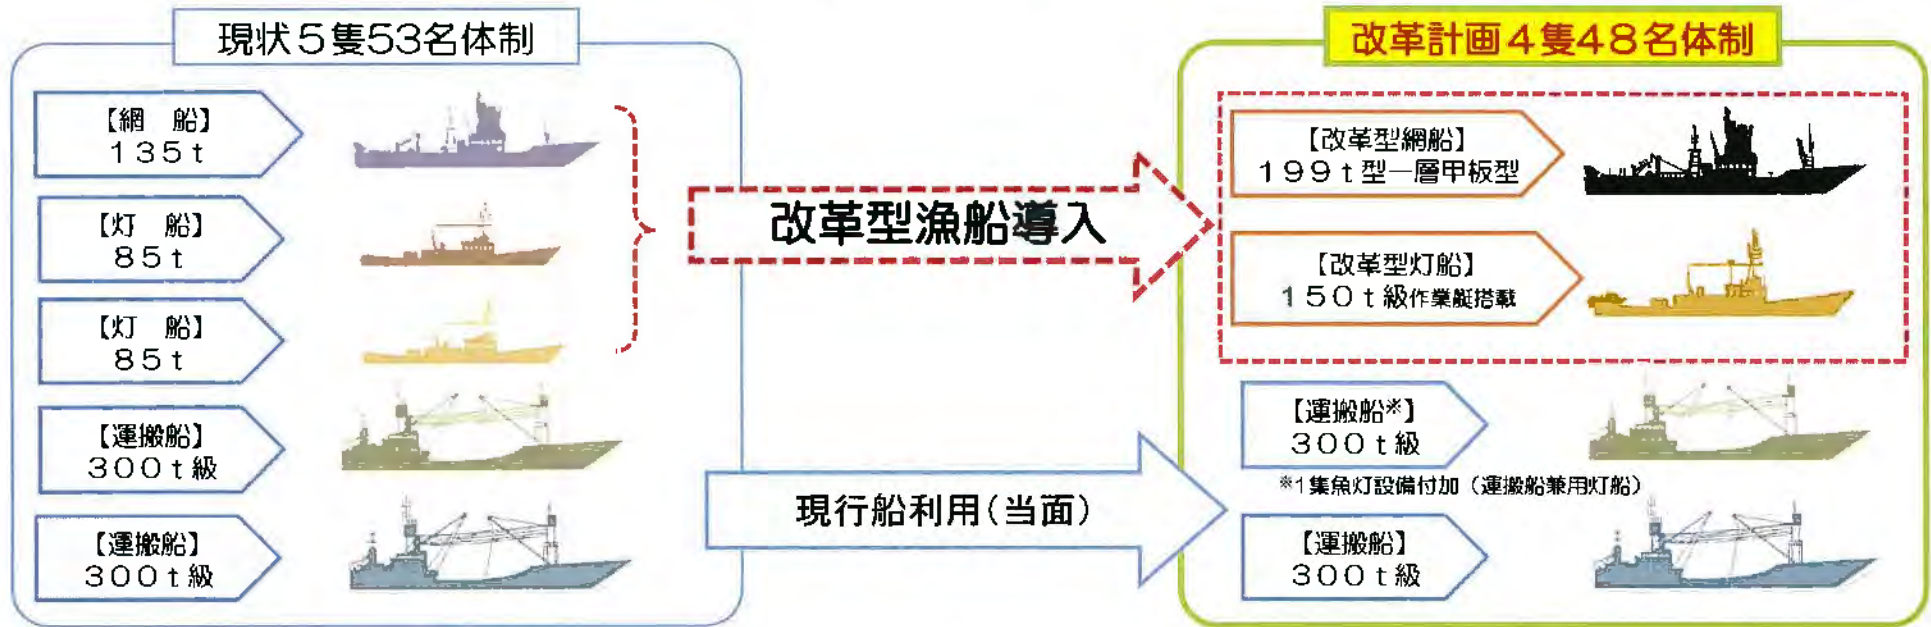 現状5隻53名体制
【網　船】
135t
【灯　船】
85t
【灯　船】
85t
【運搬船】
300t級
【運搬船】
300t級
改革型漁船導入
現行船利用(当面)
改革計画4隻48名体制
【改革型網船】
199t型一層甲板型
【改革型灯船】
150t級作業艇搭載
【運搬船※】
300t級
※1集魚灯設備付加（運搬船兼用灯船）
【運搬船】
300t級